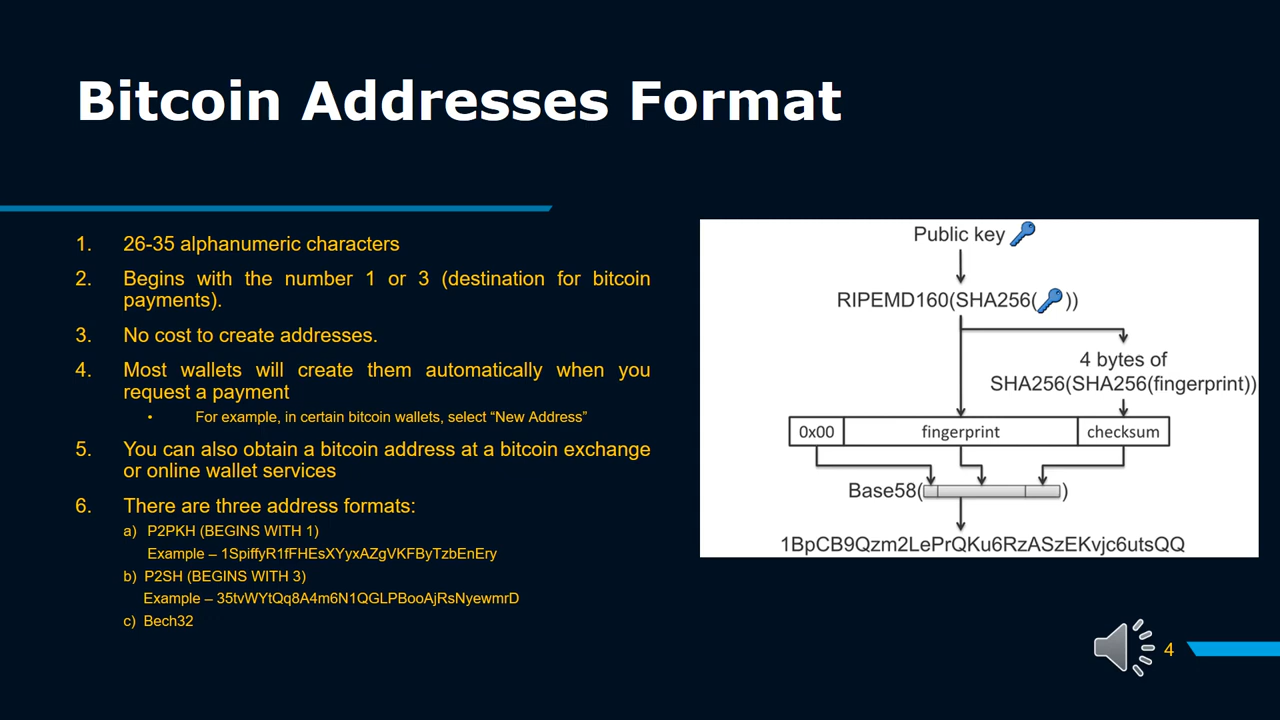 Bitcoin Addresses Format
1. 26-35 alphanumeric characters
2. Begins with the number 1 or 3 (destination for bitcoin
payments).
3. No cost to create addresses.
4. Most wallets will create them automatically when you
request a payment
• For example, in certain bitcoin wallets, select “New Address”
5. You can also obtain a bitcoin address at a bitcoin exchange
or online wallet services
6. There are three address formats:
a) P2PKH (BEGINS WITH 1)
Example – 1SpiffyR1fFHEsXYyxAZgVKFByTzbEnEry
b) P2SH (BEGINS WITH 3)
Example – 35tvWYtQq8A4m6N1QGLPBooAjRsNyewmrD
c) Bech32
Public key
RIPEMD160(SHA256( ))
4 bytes of
SHA256(SHA256(fingerprint))
0x00 fingerprint checksum
Base58( )
1BpCB9Qzm2LePrQKu6RzASzEKvjc6utsQQ
4